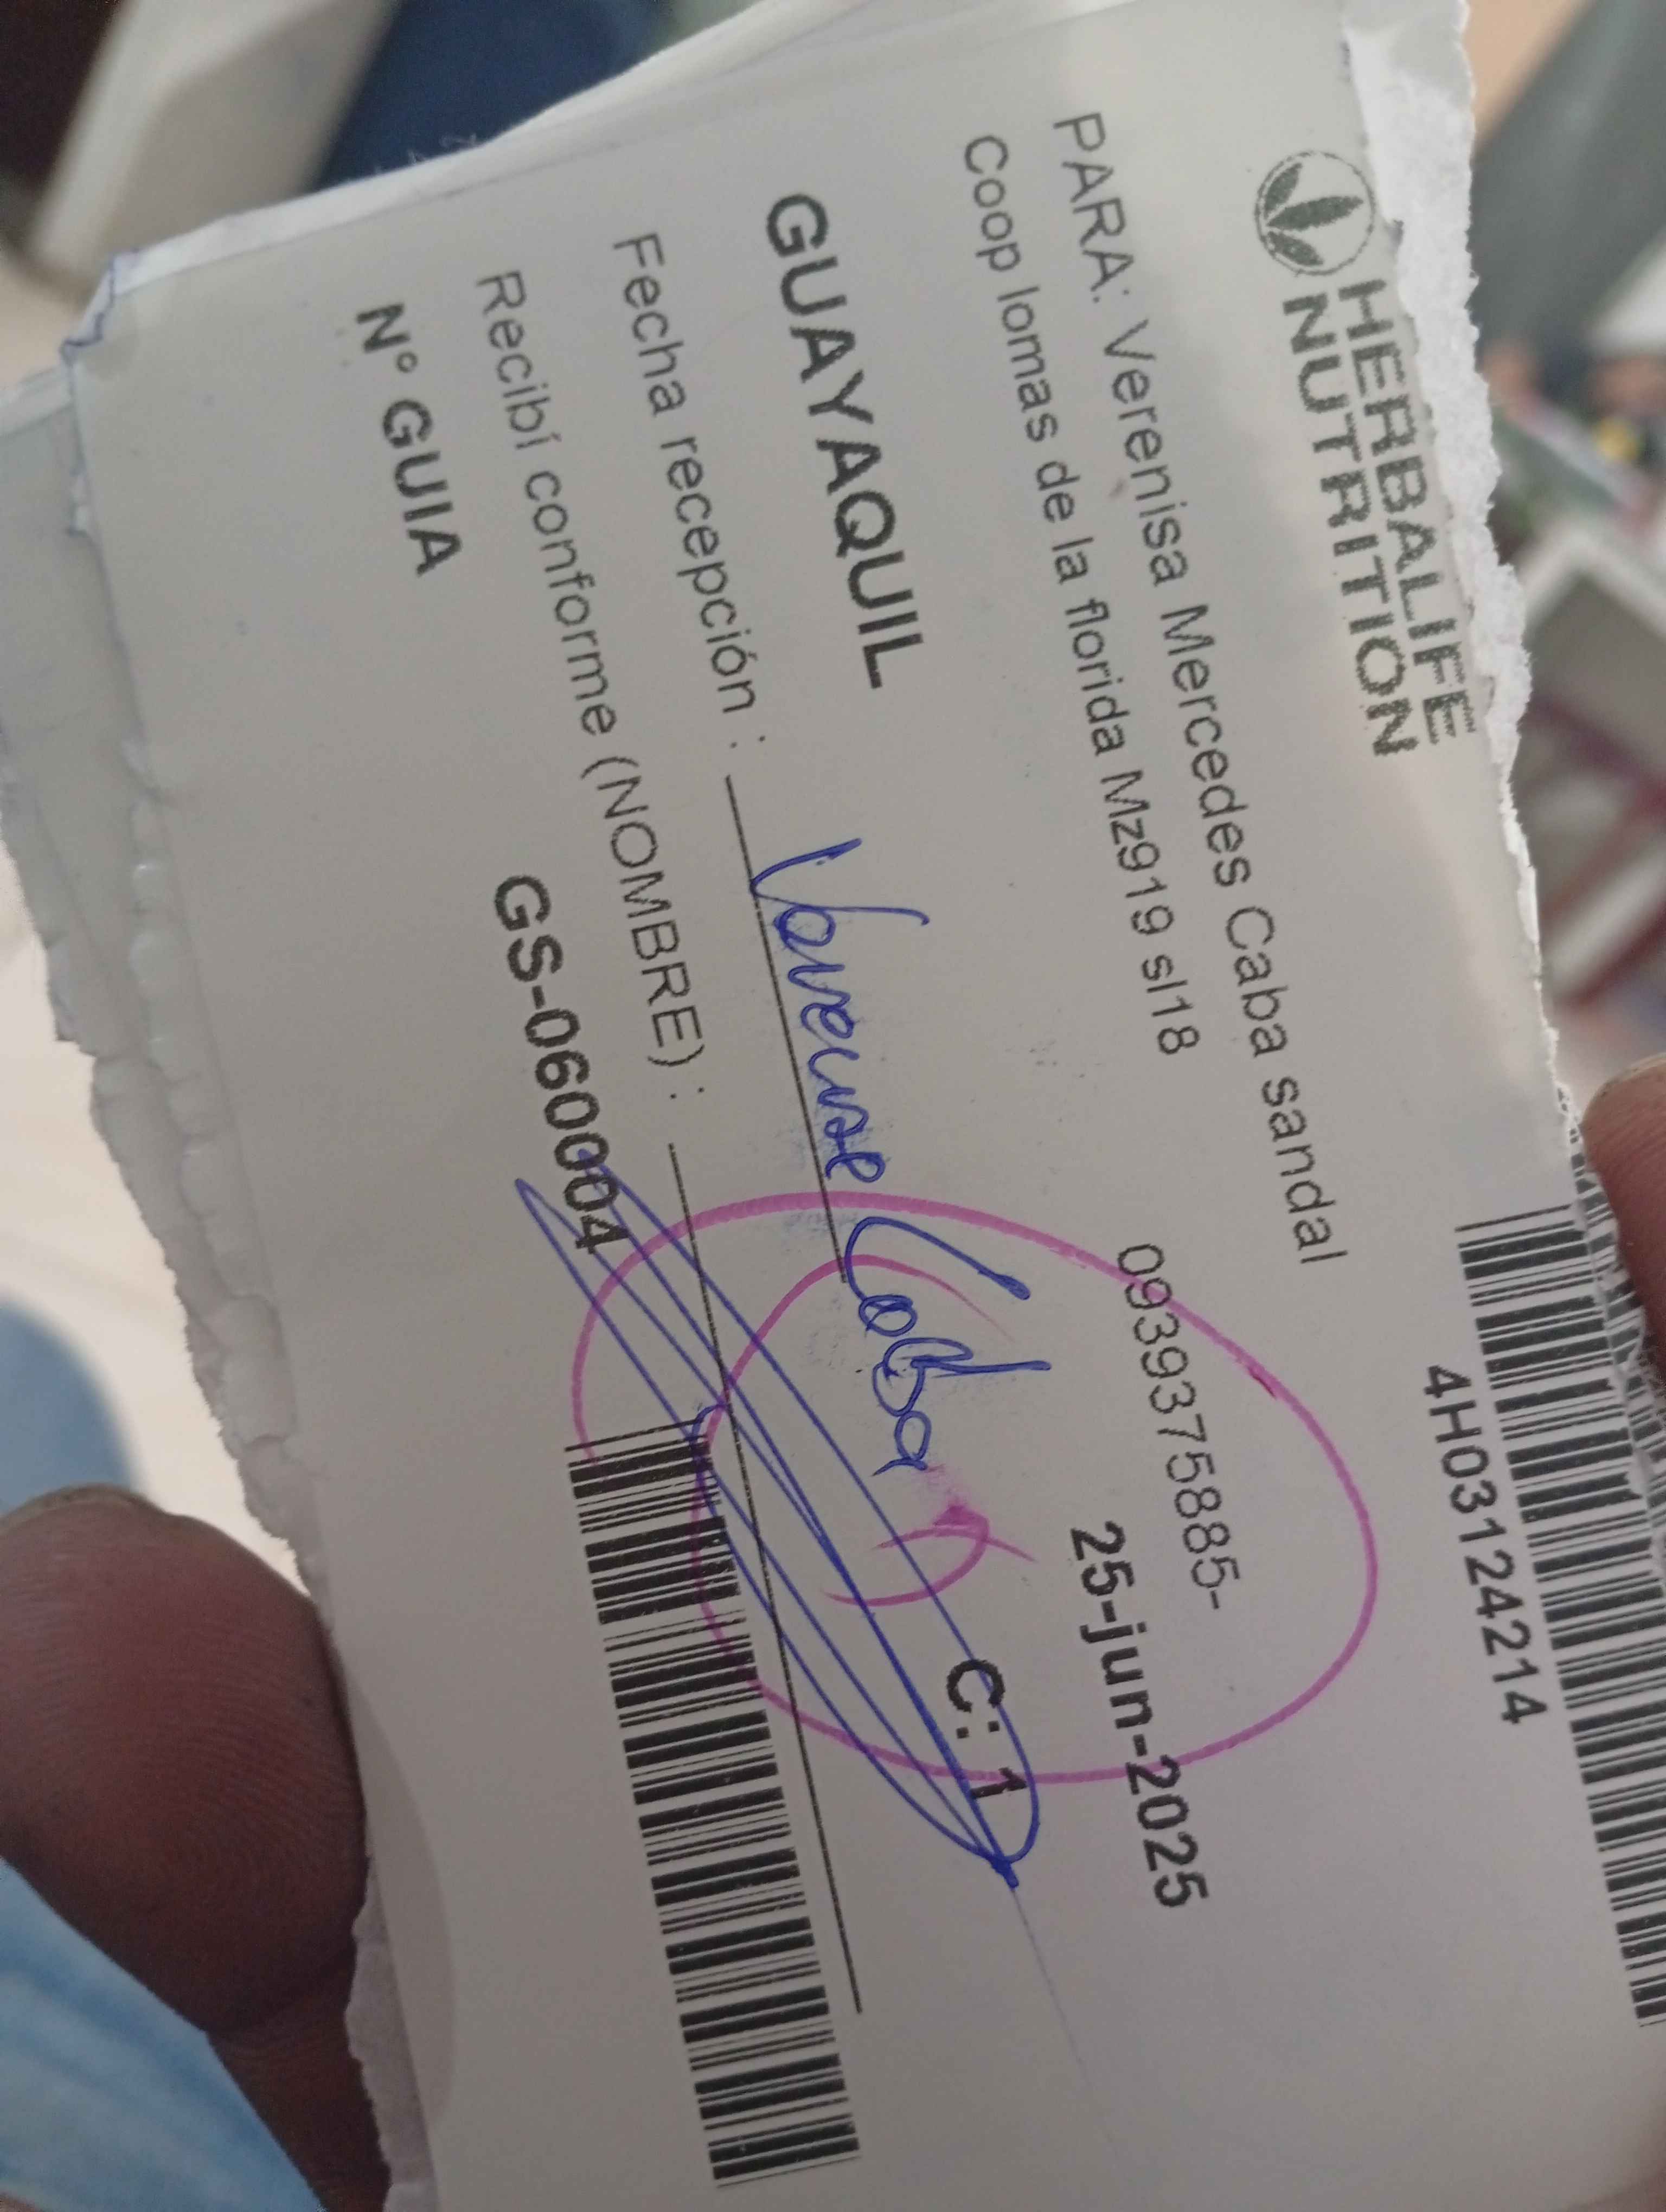 HERBALIFE
NUTRITION
4H03124214
PARA: Verenisa Mercedes Caba sandal
Coop lomas de la florida Mz919 sl18
0939375885-
25-jun-2025
GUAYAQUIL
C: 1
Fecha recepción :
Caba
Recibí conforme (NOMBRE) :
N° GUIA
GS-060004